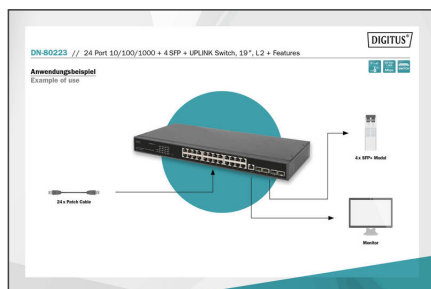 DIGITUS®
DN-80223 // 24 Port 10/100/1000 + 4 SFP + UPLINK Switch, 19", L2 + Features
Anwendungsbeispiel
Example of use
4 x SFP+ Modul
24 x Patch Cable
Monitor